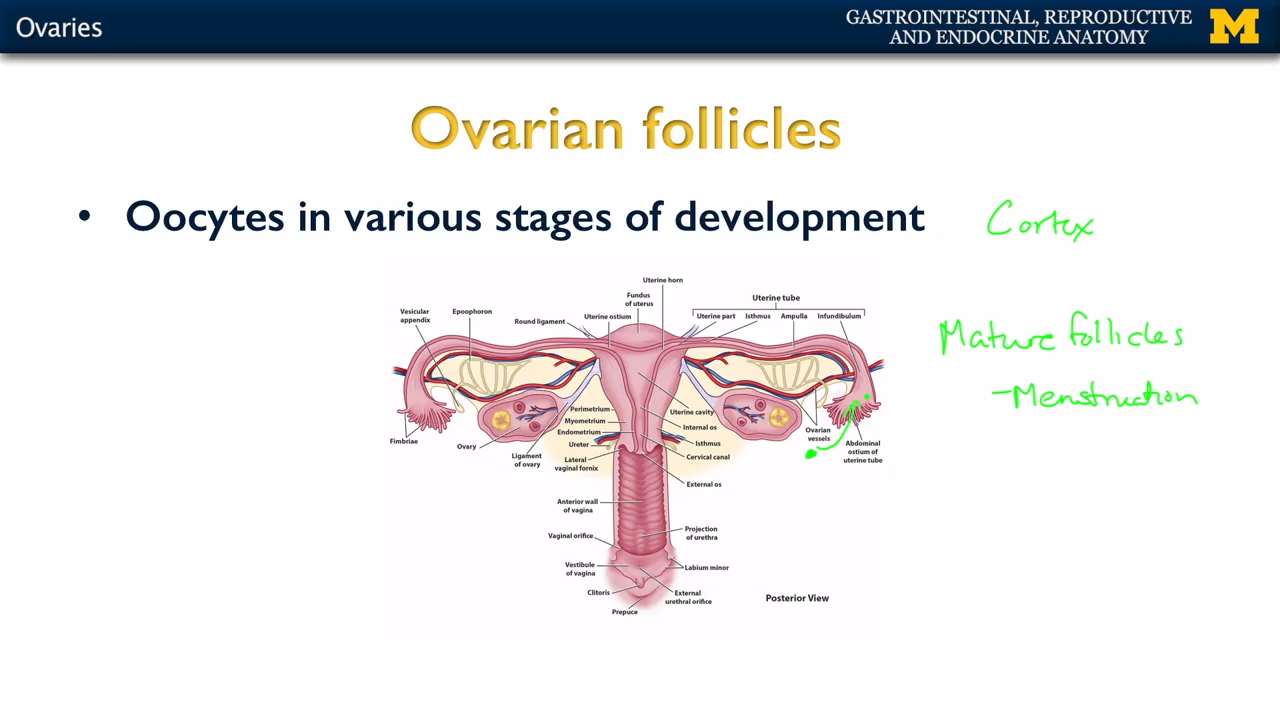 Ovaries
GASTROINTESTINAL, REPRODUCTIVE
AND ENDOCRINE ANATOMY
M
Ovarian follicles
• Oocytes in various stages of development
Cortex
Mature follicles
- Menstruation
Uterine horn
Fundus
of uterus
Uterine tube
Vesicular
appendix
Epoophoron
Round ligament
Uterine ostium
Uterine part
Isthmus
Ampulla
Infundibulum
Perimetrium
Myometrium
Endometrium
Ureter
Lateral
vaginal fornix
Uterine cavity
Internal os
Isthmus
Cervical canal
External os
Fimbriae
Ovary
Ligament
of ovary
Ovarian
vessels
Abdominal
ostium of
uterine tube
Anterior wall
of vagina
Vaginal orifice
Projection
of urethra
Vestibule
of vagina
Labium minor
Clitoris
External
urethral orifice
Prepuce
Posterior View